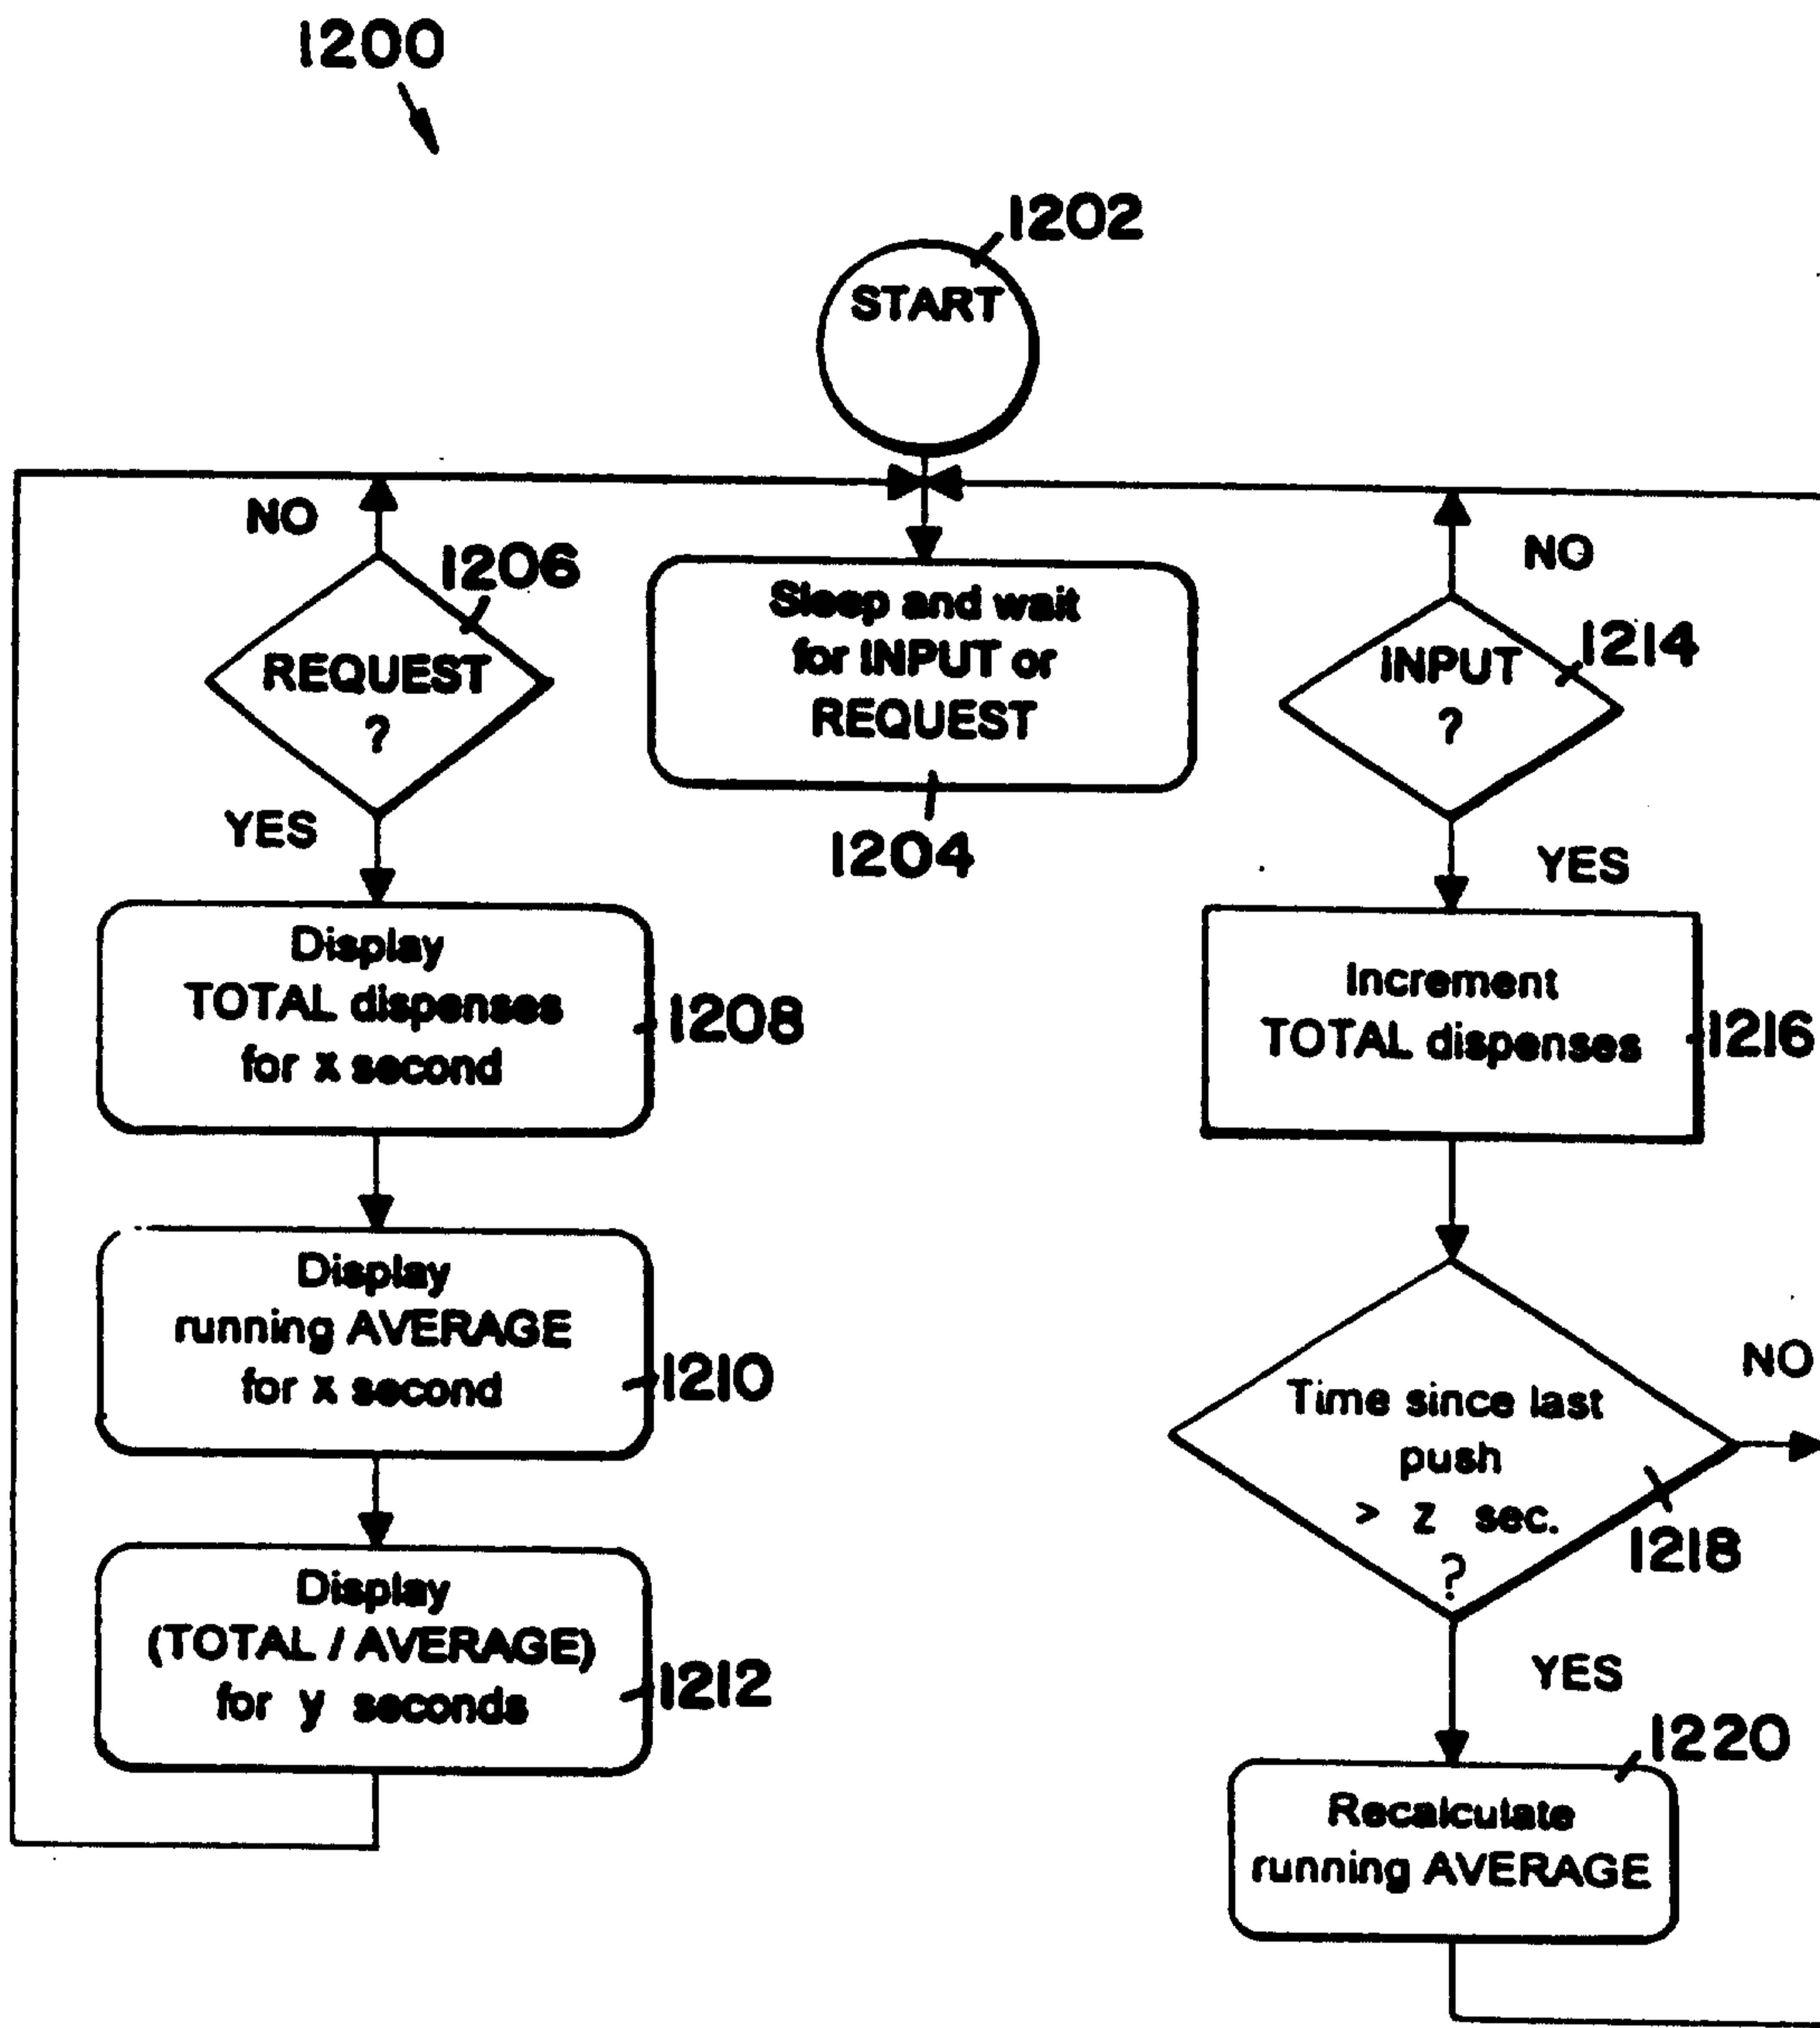 1200
1202
START
NO
1206
REQUEST
?
YES
Sleep and wait
for INPUT or
REQUEST
1204
NO
1214
INPUT
?
YES
Display
TOTAL dispenses
for x second
1208
Increment
TOTAL dispenses
1216
Display
running AVERAGE
for x second
1210
Time since last
push
> z sec.
?
NO
1218
YES
Display
(TOTAL / AVERAGE)
for y seconds
1212
1220
Recalculate
running AVERAGE